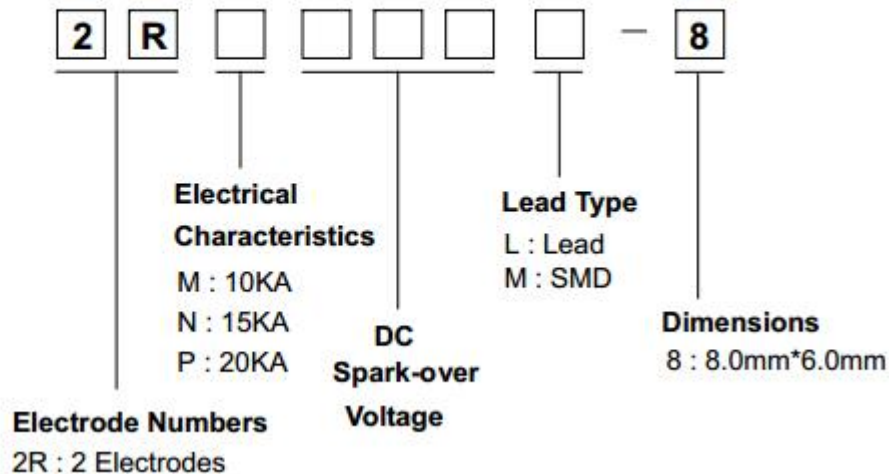 2 R - 8
Electrical
Characteristics
M : 10KA
N : 15KA
P : 20KA
DC
Spark-over
Voltage
Lead Type
L : Lead
M : SMD
Dimensions
8 : 8.0mm*6.0mm
Electrode Numbers
2R : 2 Electrodes